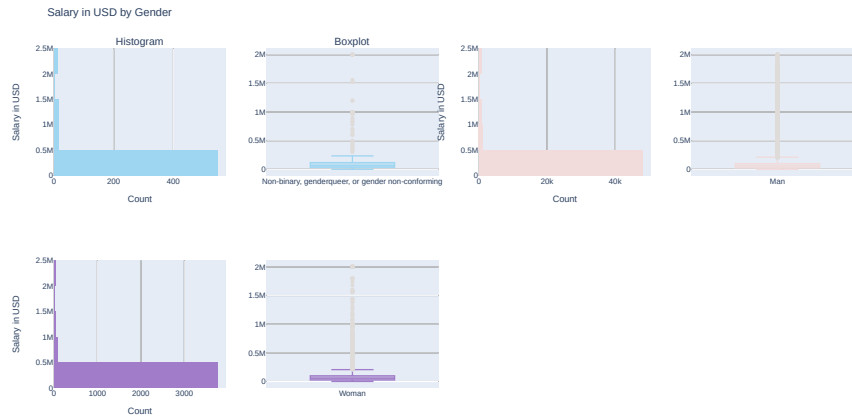 Salary in USD by Gender
Histogram
Boxplot
Salary in USD
2.5M
2M
1.5M
1M
0.5M
0
0 200 400
Count
2M
1.5M
1M
0.5M
0
Non-binary, genderqueer, or gender non-conforming
Salary in USD
2.5M
2M
1.5M
1M
0.5M
0
0 20k 40k
Count
2M
1.5M
1M
0.5M
0
Man
Salary in USD
2.5M
2M
1.5M
1M
0.5M
0
0 1000 2000 3000
Count
2M
1.5M
1M
0.5M
0
Woman